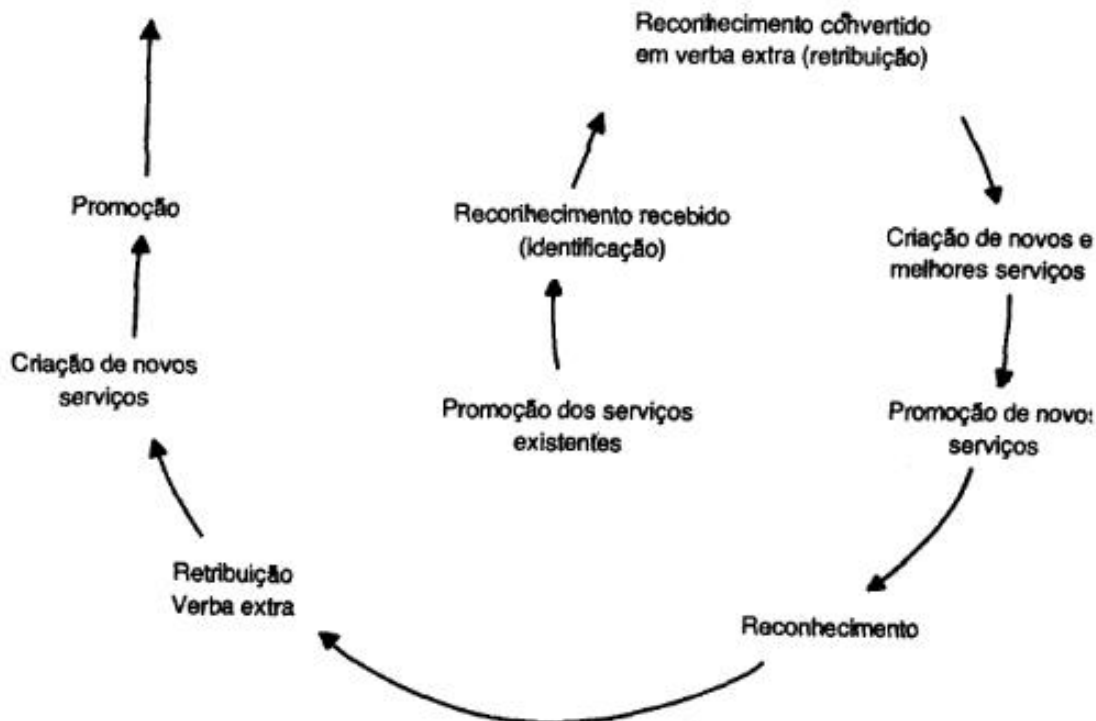 Reconhecimento convertido
em verba extra (retribuição)
Promoção
Reconhecimento recebido
(identificação)
Criação de novos e
melhores serviços
Criação de novos
serviços
Promoção dos serviços
existentes
Promoção de novos
serviços
Retribuição
Verba extra
Reconhecimento